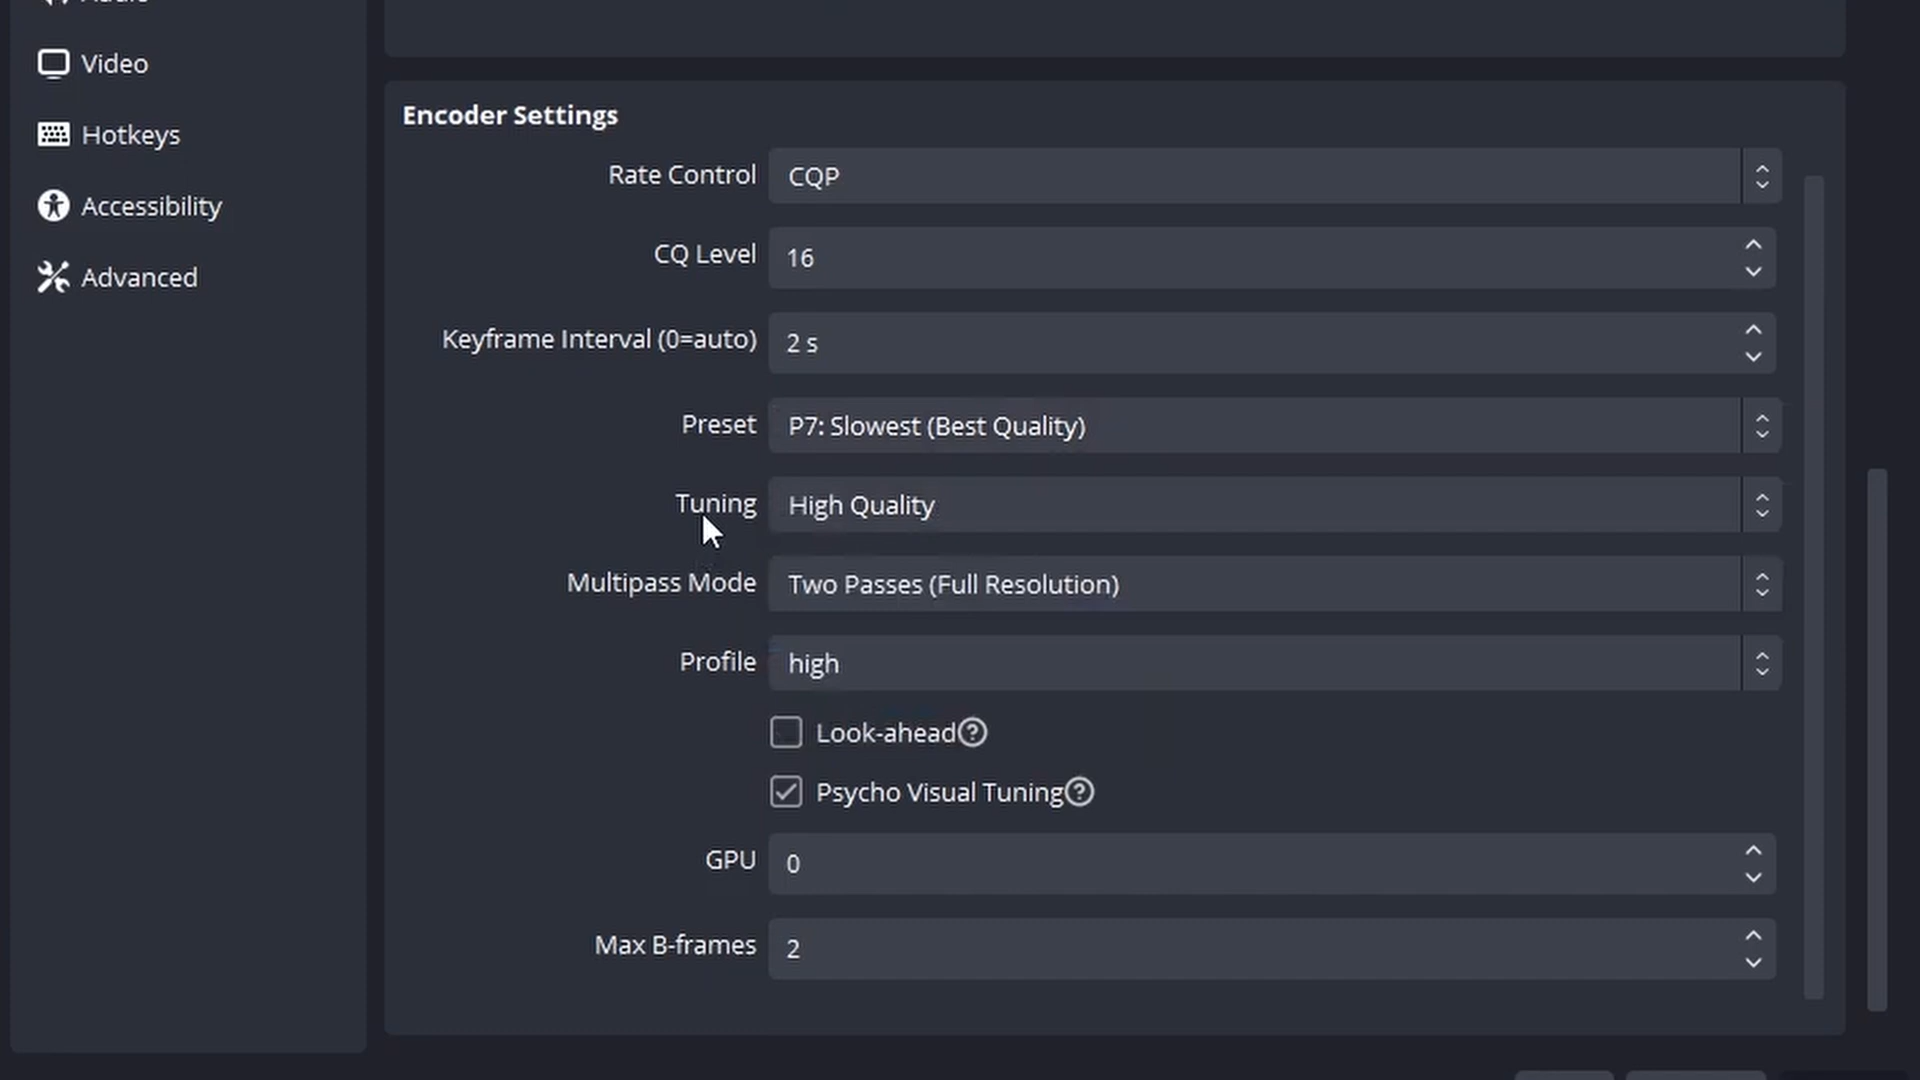 Audio
Video
Hotkeys
Accessibility
Advanced
Encoder Settings
Rate Control CQP
CQ Level 16
Keyframe Interval (0=auto) 2 s
Preset P7: Slowest (Best Quality)
Tuning High Quality
Multipass Mode Two Passes (Full Resolution)
Profile high
Look-ahead
Psycho Visual Tuning
GPU 0
Max B-frames 2